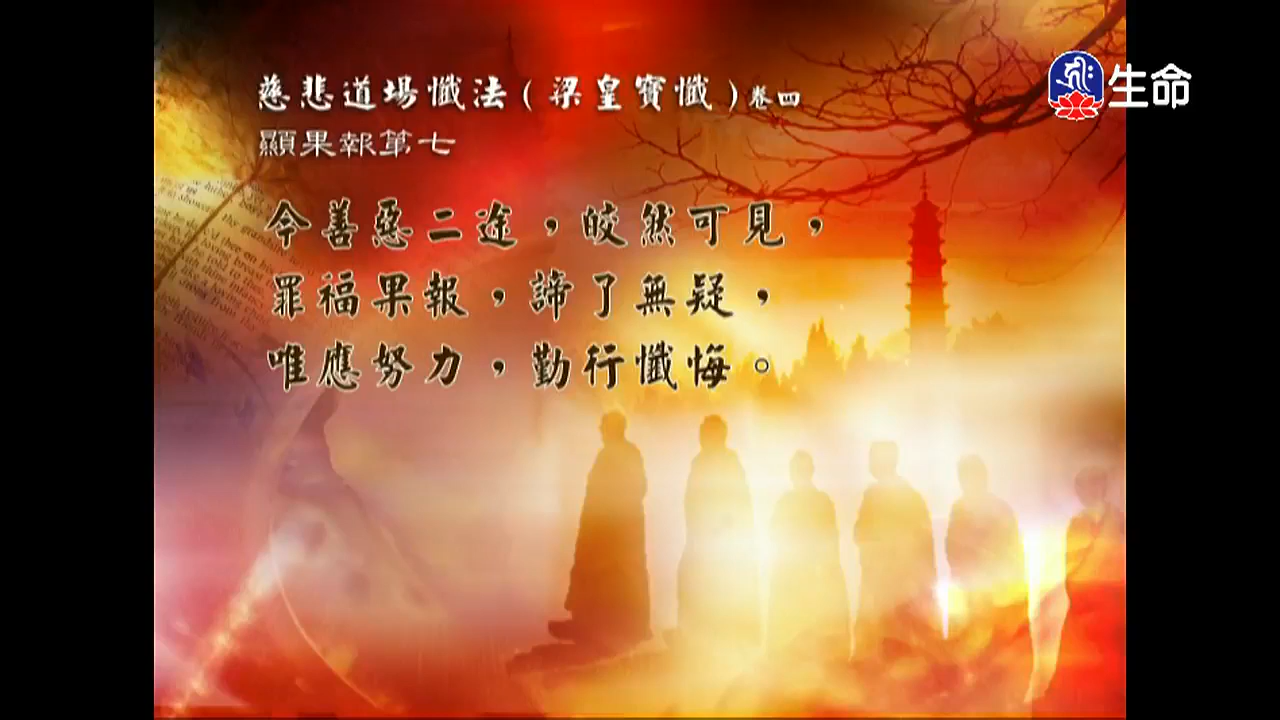 慈悲道場懺法(梁皇寶懺)卷四
顯果報第七
生命
今善惡二途，皎然可見，
罪福果報，諦了無疑，
唯應努力，勤行懺悔。